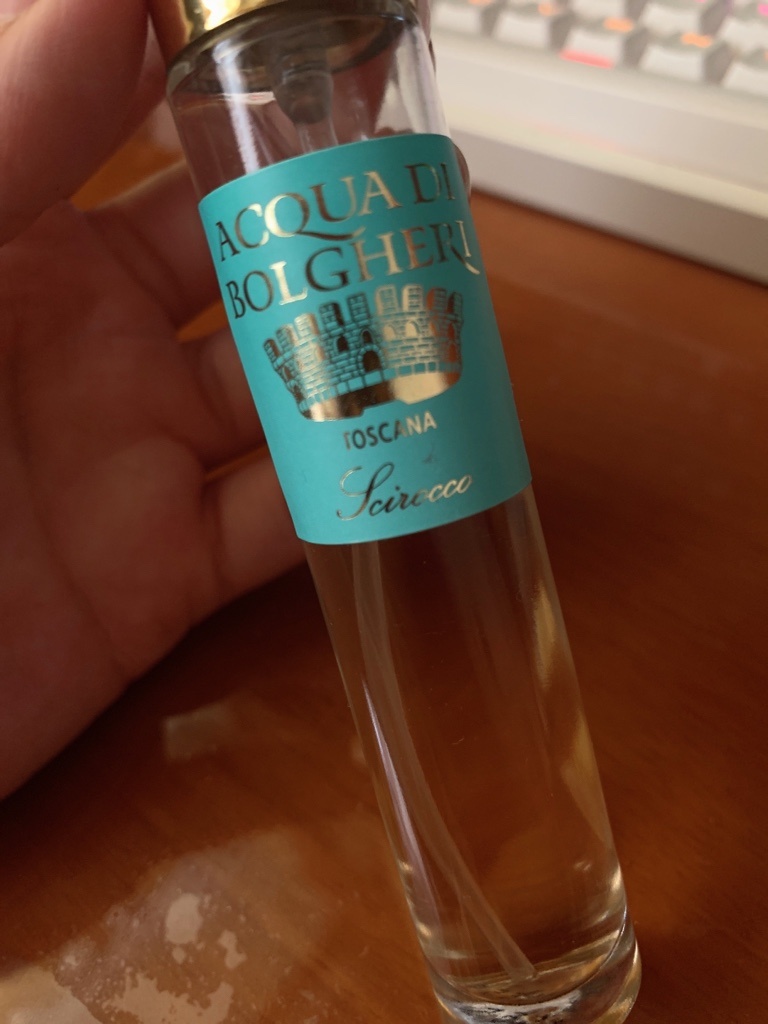 ACQUA DI
BOLGHERI
TOSCANA
Scirocco